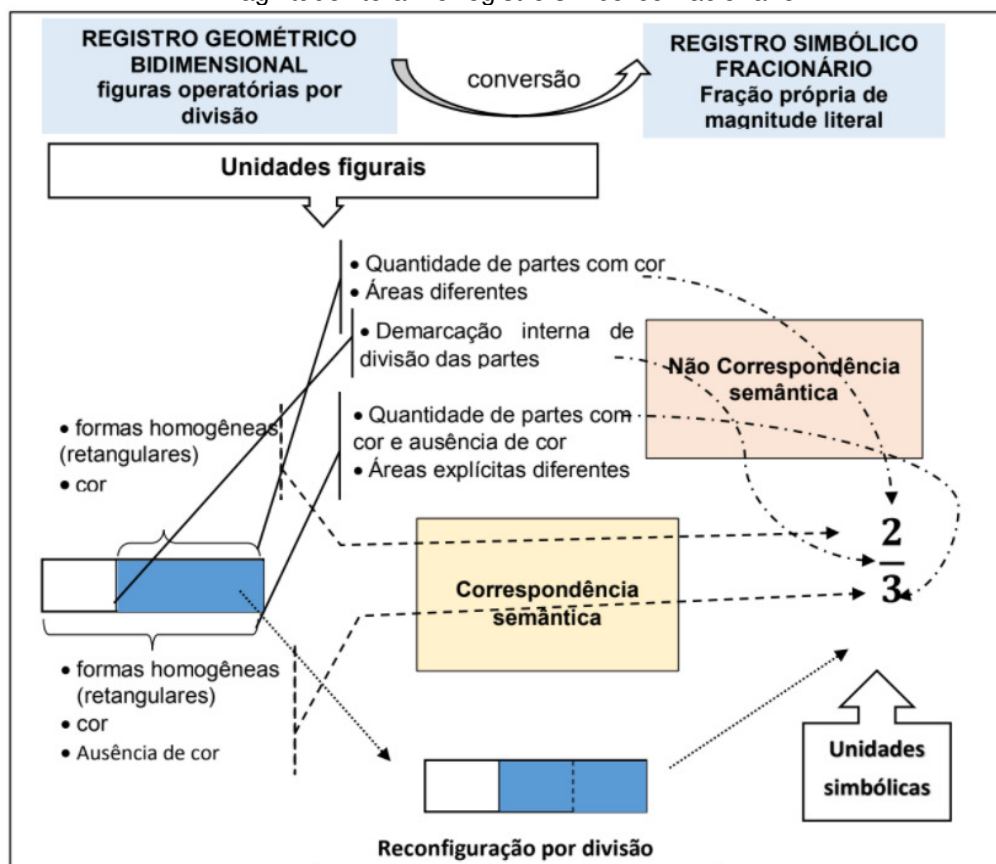 REGISTRO GEOMÉTRICO
BIDIMENSIONAL
figuras operatórias por
divisão
conversão
REGISTRO SIMBÓLICO
FRACIONÁRIO
Fração própria de
magnitude literal
Unidades figurais
• Quantidade de partes com cor
• Áreas diferentes
• Demarcação interna de
divisão das partes
Não Correspondência
semântica
• Quantidade de partes com
cor e ausência de cor
• Áreas explícitas diferentes
• formas homogêneas
(retangulares)
• cor
2
3
Correspondência
semântica
• formas homogêneas
(retangulares)
• cor
• Ausência de cor
Unidades
simbólicas
Reconfiguração por divisão